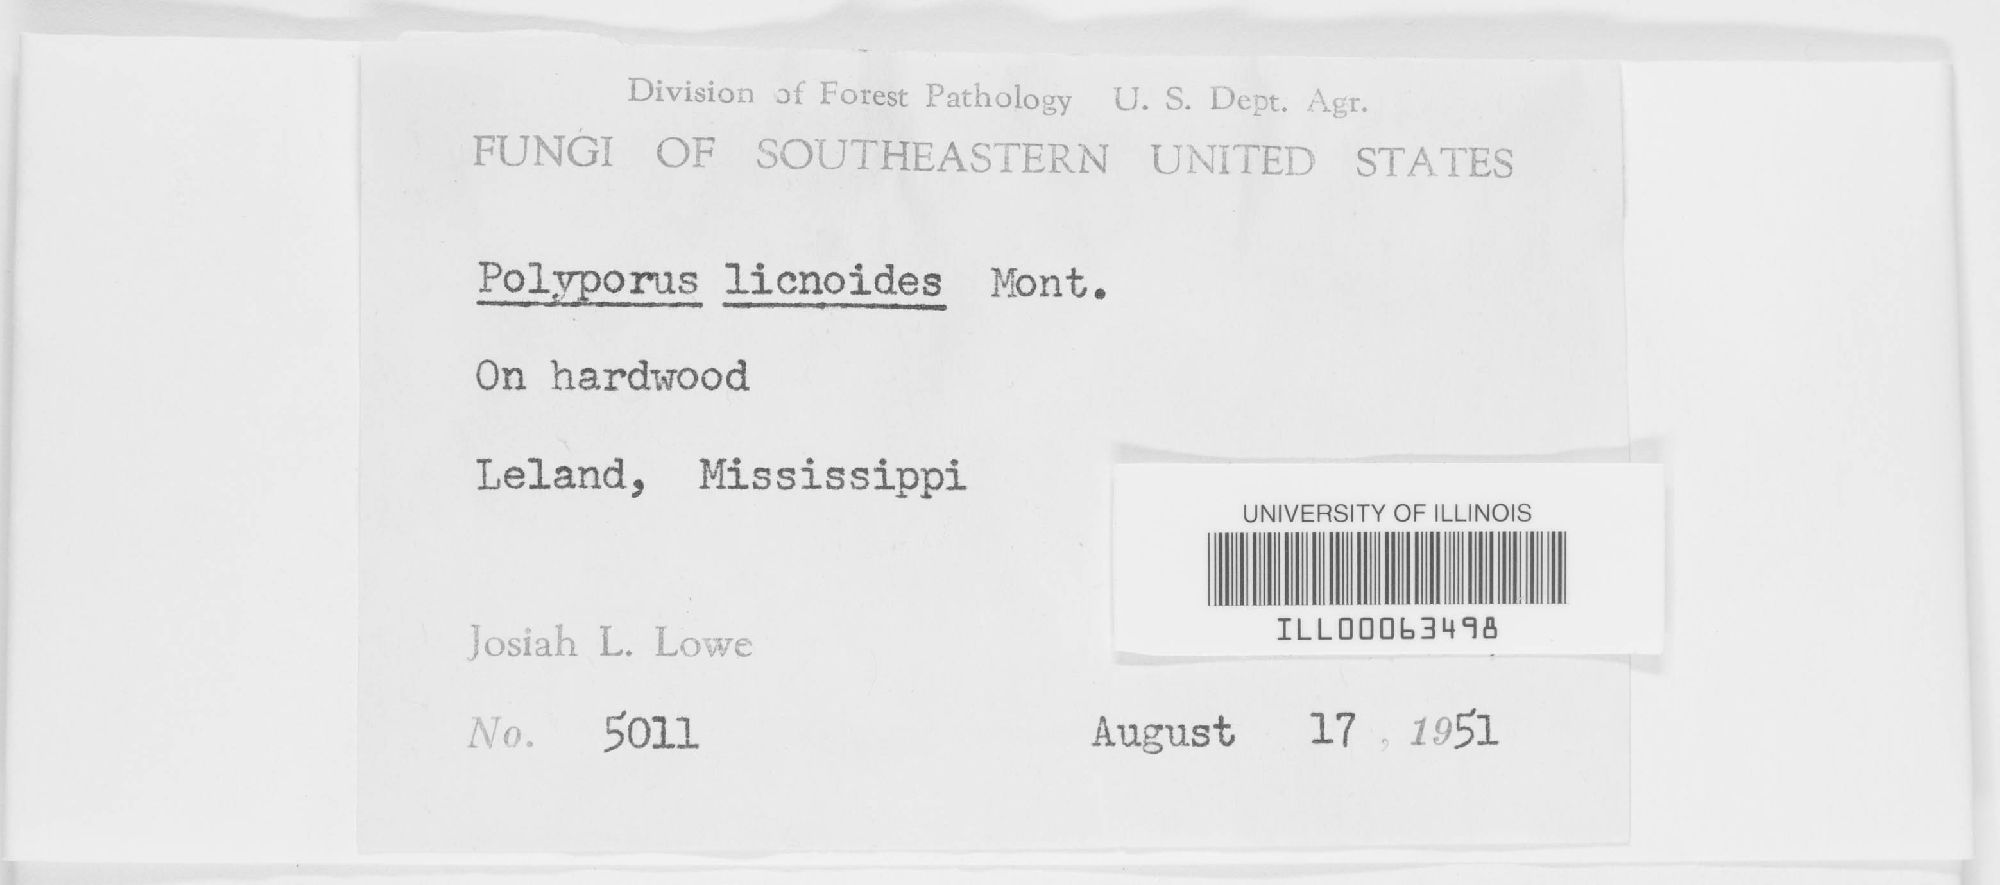 Division of Forest Pathology U. S. Dept. Agr.
FUNGI OF SOUTHEASTERN UNITED STATES
Polyporus licnoides Mont.
On hardwood
Leland, Mississippi
UNIVERSITY OF ILLINOIS
ILL00063498
Josiah L. Lowe
No. 5011 August 17, 1951